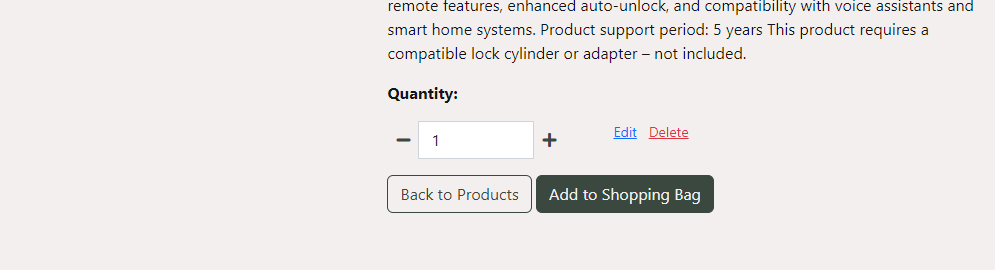 remote features, enhanced auto-unlock, and compatibility with voice assistants and
smart home systems. Product support period: 5 years This product requires a
compatible lock cylinder or adapter – not included.
Quantity:
− 1 + Edit Delete
Back to Products Add to Shopping Bag